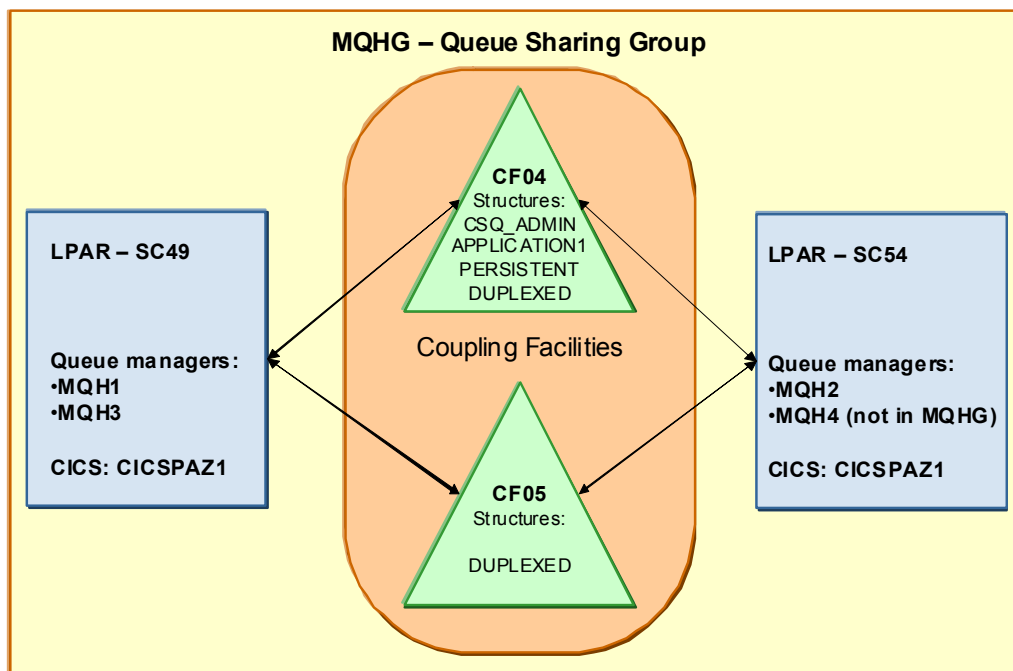 MQHG – Queue Sharing Group
CF04
Structures:
CSQ_ADMIN
APPLICATION1
PERSISTENT
DUPLEXED
Coupling Facilities
CF05
Structures:
DUPLEXED
LPAR – SC49
Queue managers:
•MQH1
•MQH3
CICS: CICSPAZ1
LPAR – SC54
Queue managers:
•MQH2
•MQH4 (not in MQHG)
CICS: CICSPAZ1